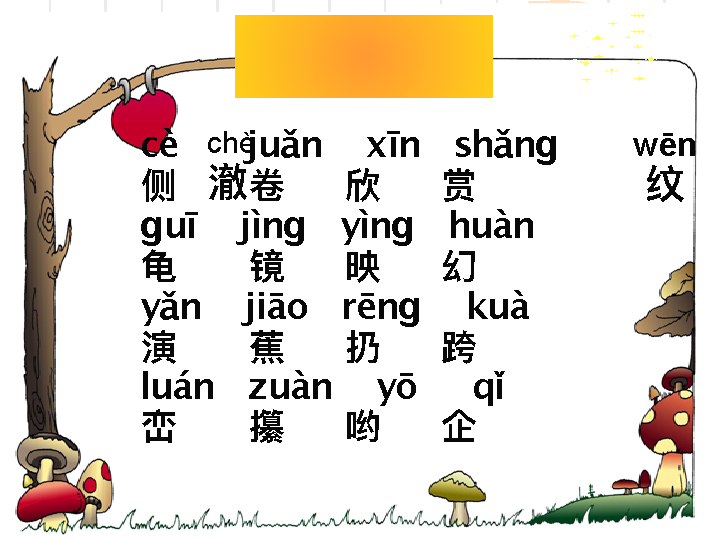 cè chè juǎn xīn shǎng wēn
侧 澈 卷 欣 赏 纹
guī jìng yìng huàn
龟 镜 映 幻
yǎn jiāo rēng kuà
演 蕉 扔 跨
luán zuàn yō qǐ
峦 攥 哟 企